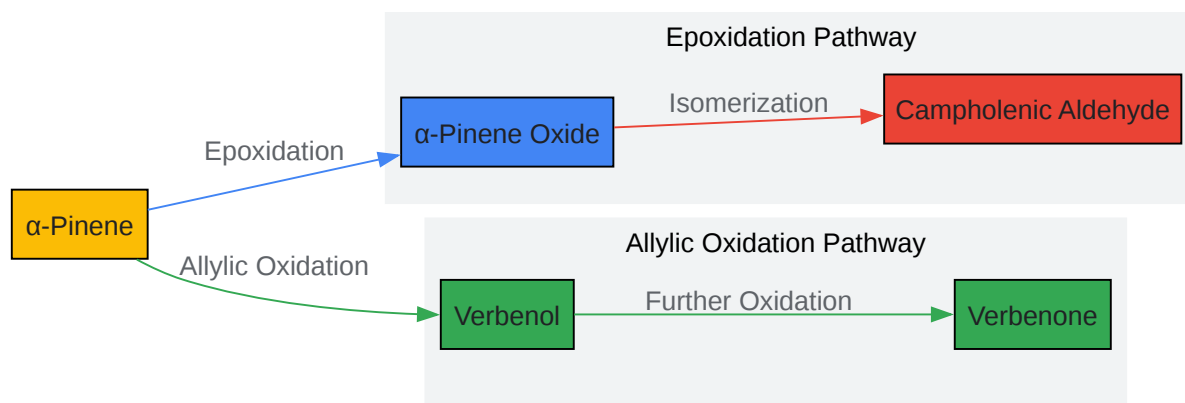 Epoxidation Pathway
α-Pinene Oxide
Isomerization
Campholenic Aldehyde
Epoxidation
α-Pinene
Allylic Oxidation
Allylic Oxidation Pathway
Verbenol
Further Oxidation
Verbenone